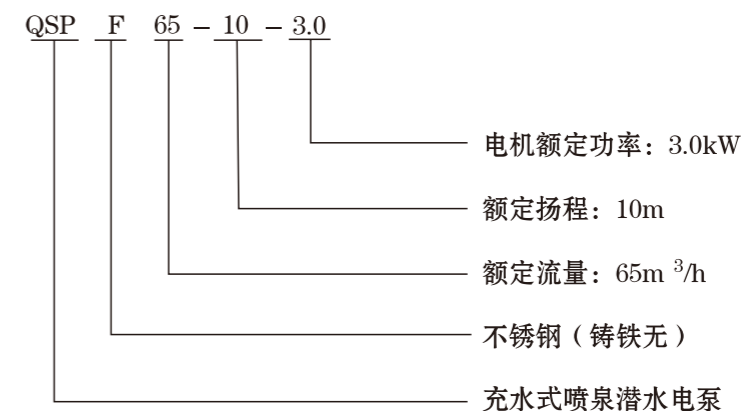 QSP F 65 - 10 - 3.0
电机额定功率：3.0kW
额定扬程：10m
额定流量：65m ³/h
不锈钢（铸铁无）
充水式喷泉潜水电泵